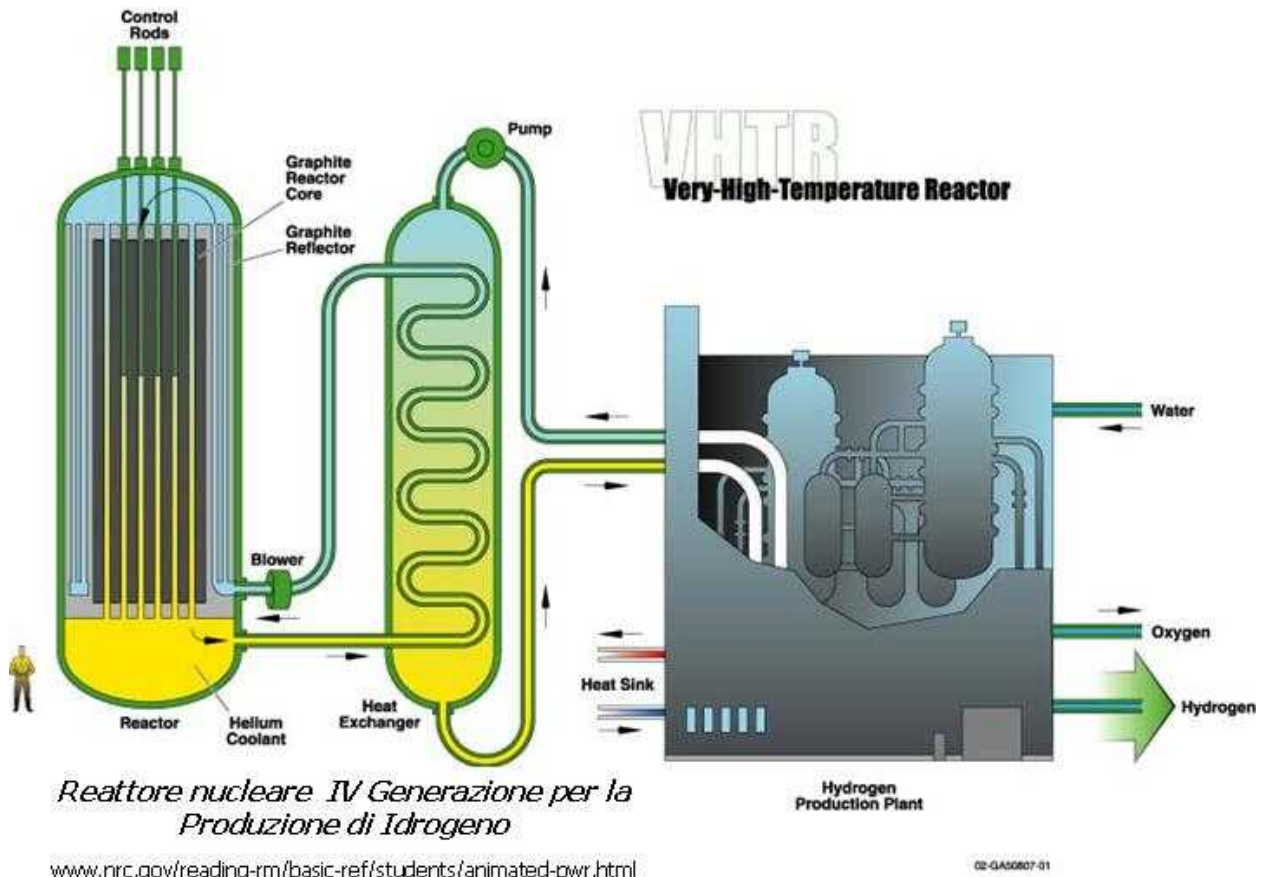 Control
Rods
Graphite
Reactor
Core
Graphite
Reflector
Pump
VHTR
Very-High-Temperature Reactor
Blower
Water
Oxygen
Hydrogen
Heat Sink
Reactor
Helium
Coolant
Heat
Exchanger
Hydrogen
Production Plant
Reattore nucleare IV Generazione per la
Produzione di Idrogeno
www.nrc.gov/reading-rm/basic-ref/students/animated-pwr.html
02-GA50807-01